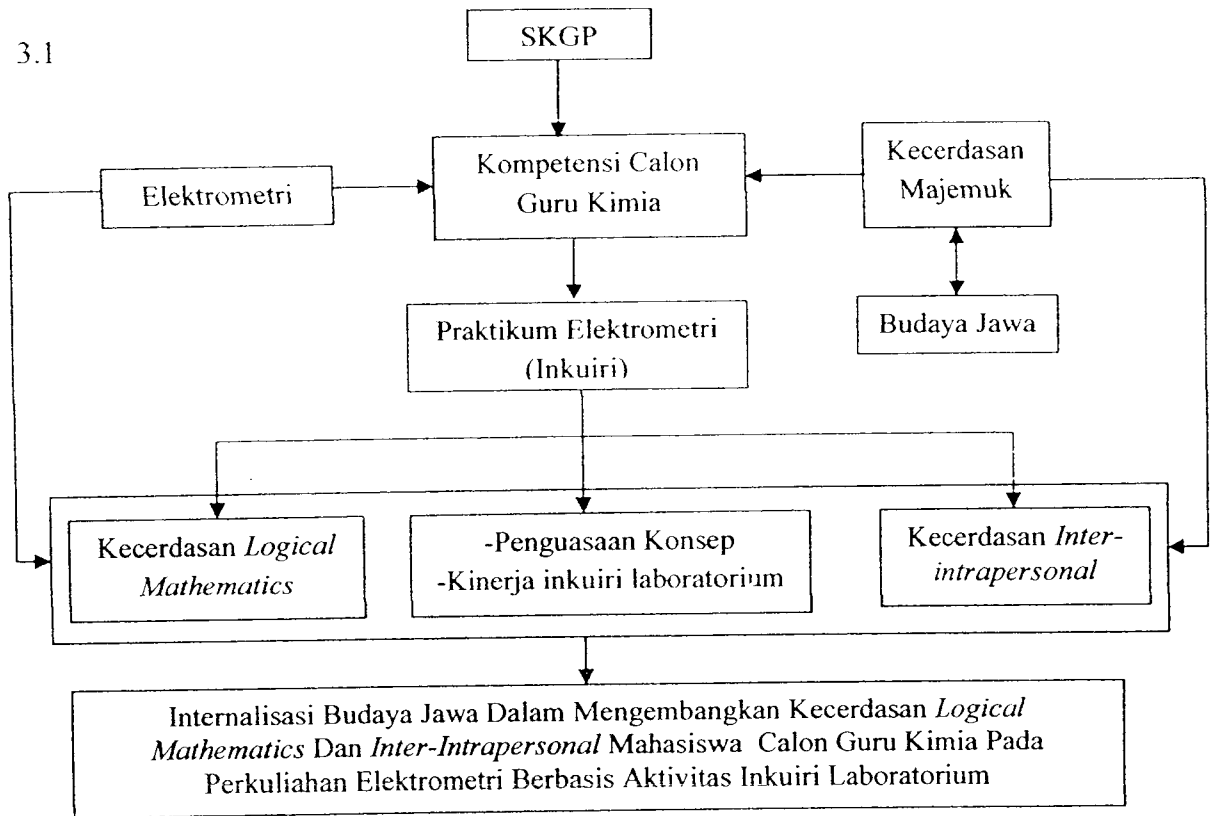 3.1
SKGP
Elektrometri
Kompetensi Calon
Guru Kimia
Kecerdasan
Majemuk
Praktikum Elektrometri
(Inkuiri)
Budaya Jawa
Kecerdasan Logical
Mathematics
-Penguasaan Konsep
-Kinerja inkuiri laboratorium
Kecerdasan Inter-
intrapersonal
Internalisasi Budaya Jawa Dalam Mengembangkan Kecerdasan Logical
Mathematics Dan Inter-Intrapersonal Mahasiswa Calon Guru Kimia Pada
Perkuliahan Elektrometri Berbasis Aktivitas Inkuiri Laboratorium